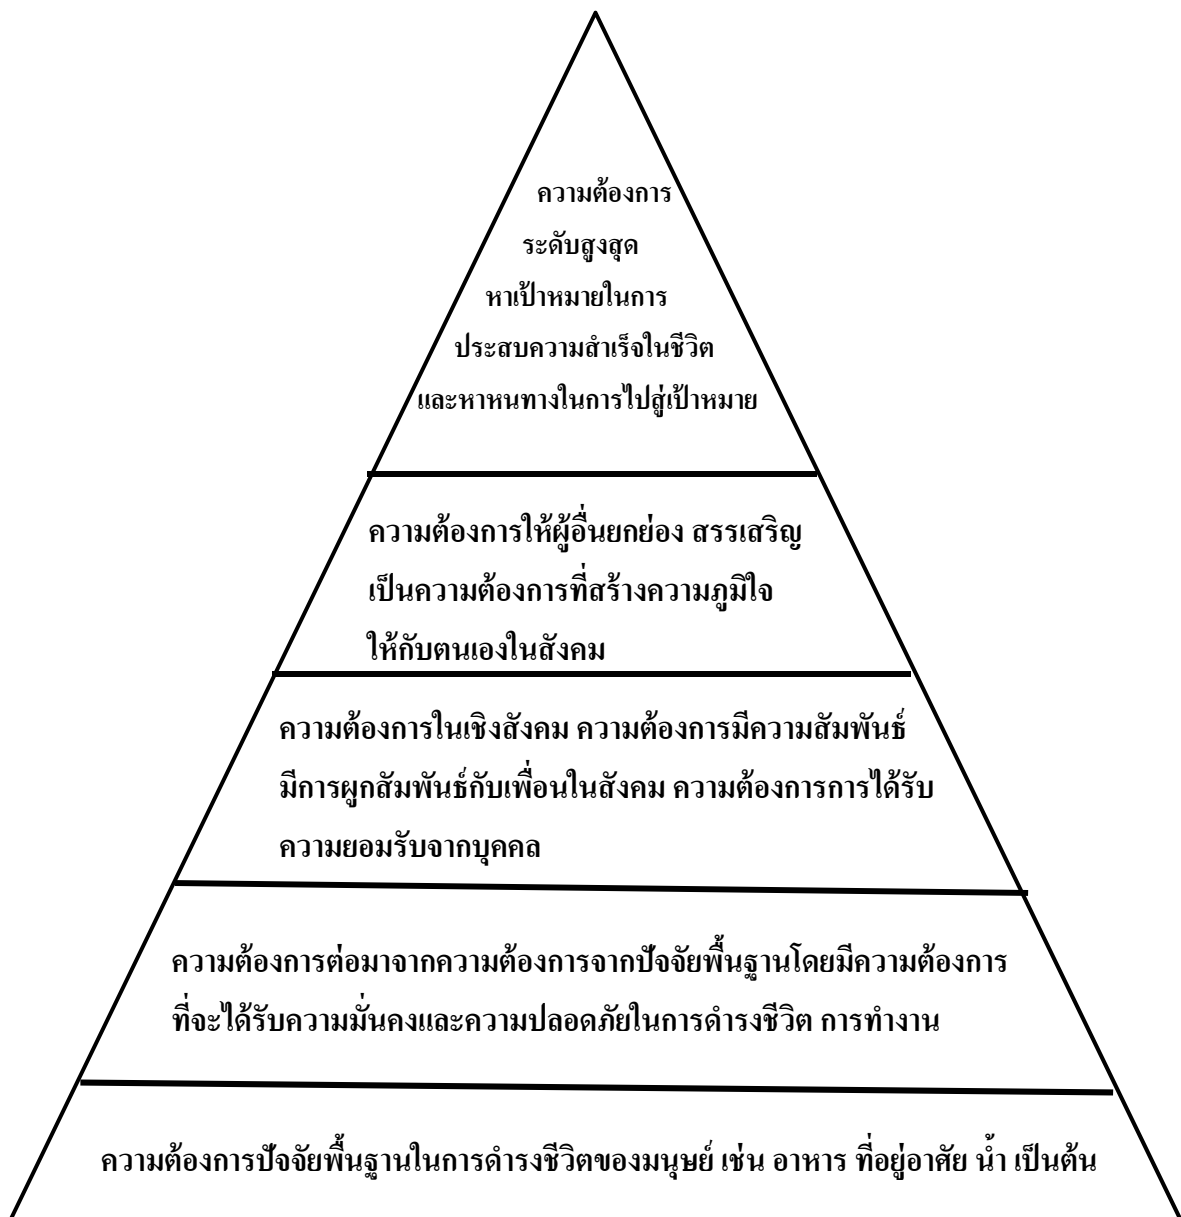 ความต้องการ
ระดับสูงสุด
หาเป้าหมายในการ
ประสบความสำเร็จในชีวิต
และหาหนทางในการไปสู่เป้าหมาย
ความต้องการให้ผู้อื่นยกย่อง สรรเสริญ
เป็นความต้องการที่สร้างความภูมิใจ
ให้กับตนเองในสังคม
ความต้องการในเชิงสังคม ความต้องการมีความสัมพันธ์
มีการผูกสัมพันธ์กับเพื่อนในสังคม ความต้องการการได้รับ
ความยอมรับจากบุคคล
ความต้องการต่อมาจากความต้องการจากปัจจัยพื้นฐานโดยมีความต้องการ
ที่จะได้รับความมั่นคงและความปลอดภัยในการดำรงชีวิต การทำงาน
ความต้องการปัจจัยพื้นฐานในการดำรงชีวิตของมนุษย์ เช่น อาหาร ที่อยู่อาศัย น้ำ เป็นต้น